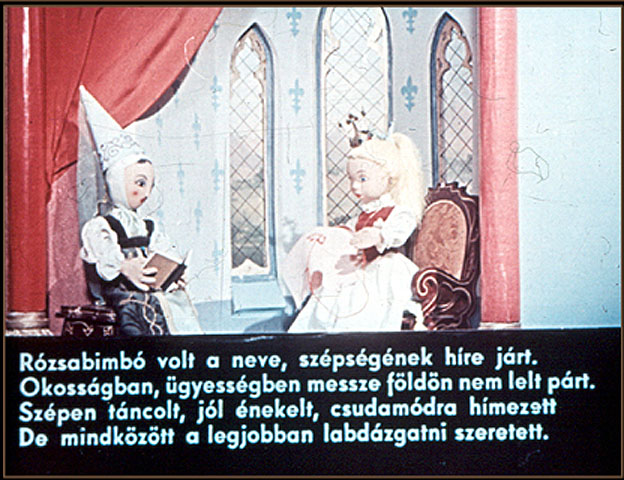 Rózsabimbó volt a neve, szépségének híre járt.
Okosságban, ügyességben messze földön nem lelt párt.
Szépen táncolt, jól énekelt, csudamódra hímezett
De mindközött a legjobban labdázgatni szeretett.